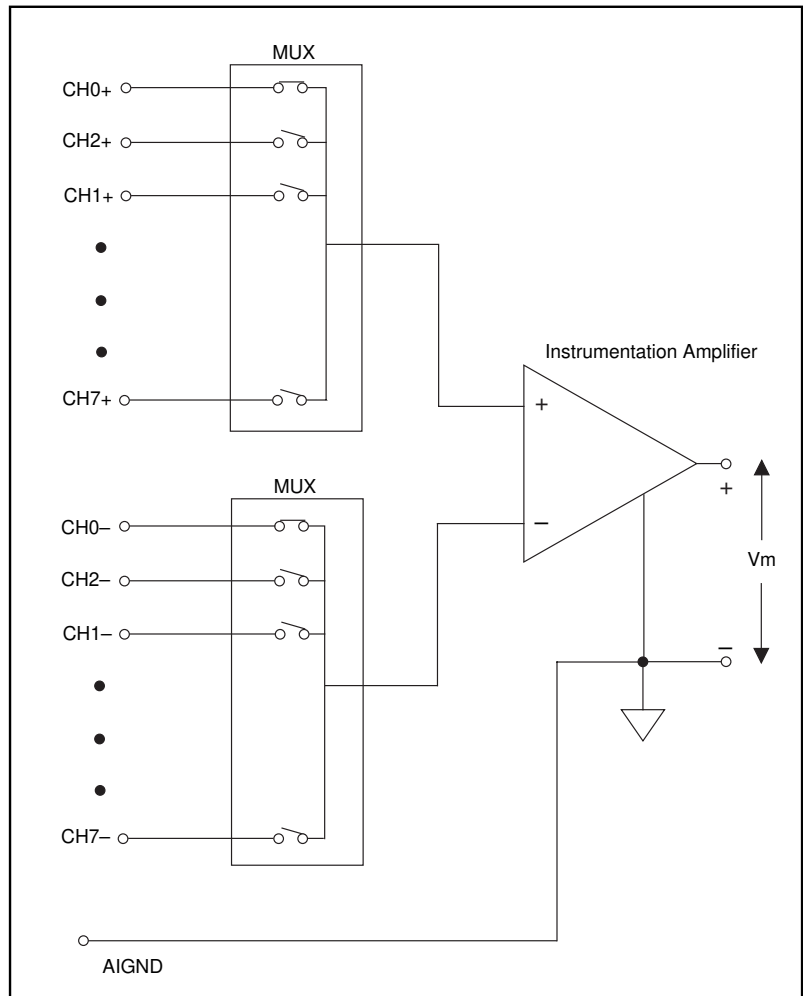 MUX
CH0+
CH2+
CH1+
CH7+
Instrumentation Amplifier
+
−
+
Vm
−
MUX
CH0–
CH2–
CH1–
CH7–
AIGND